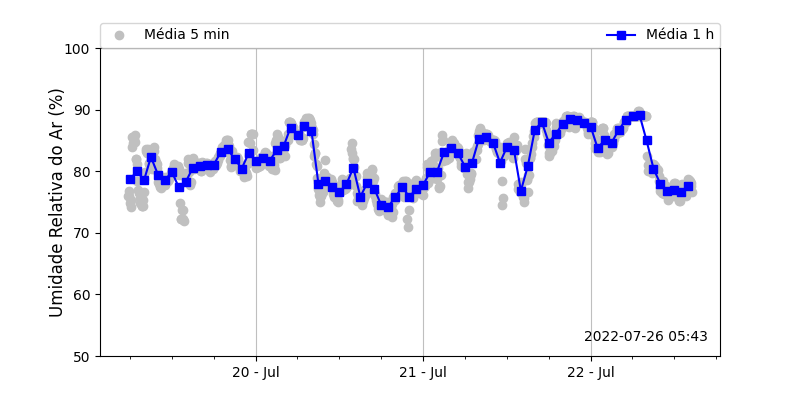 Média 5 min
Média 1 h
Umidade Relativa do Ar (%)
100
90
80
70
60
50
2022-07-26 05:43
20 - Jul
21 - Jul
22 - Jul